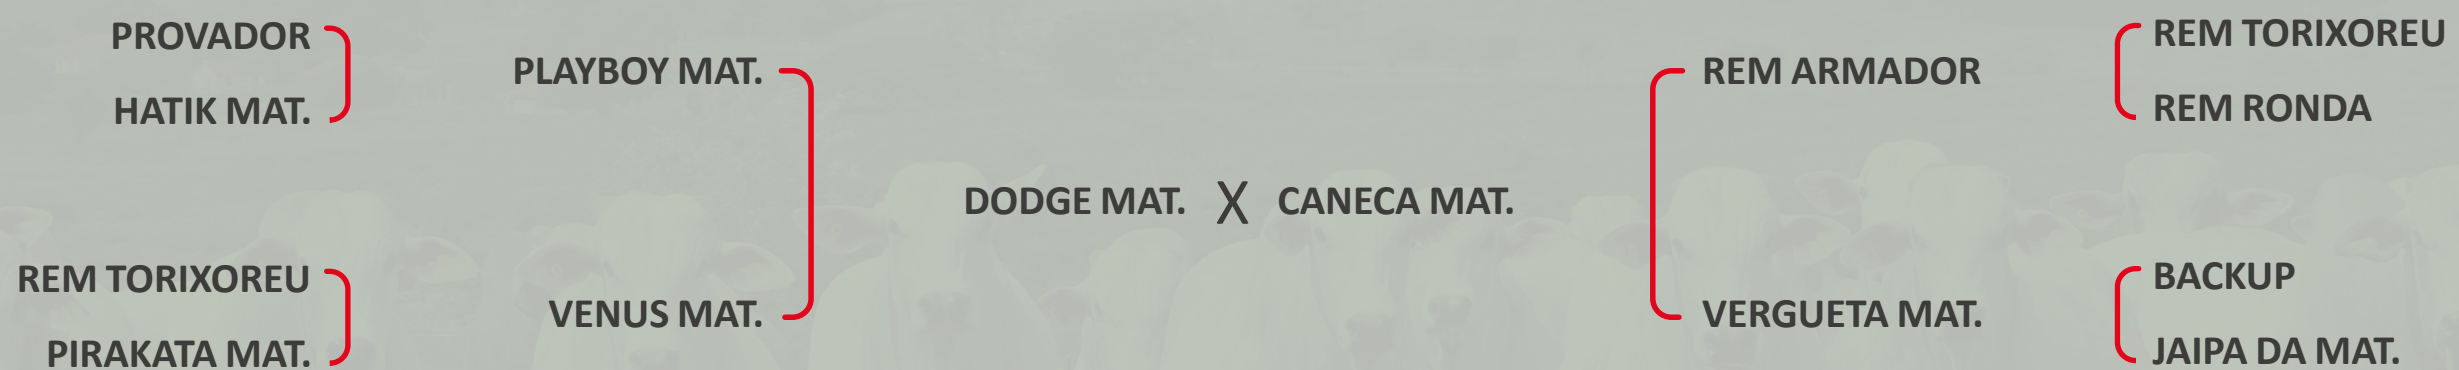 PROVADOR
HATIK MAT.
PLAYBOY MAT.
REM TORIXOREU
PIRAKATA MAT.
VENUS MAT.
DODGE MAT. X CANECA MAT.
REM ARMADOR
REM TORIXOREU
REM RONDA
VERGUETA MAT.
BACKUP
JAIPA DA MAT.